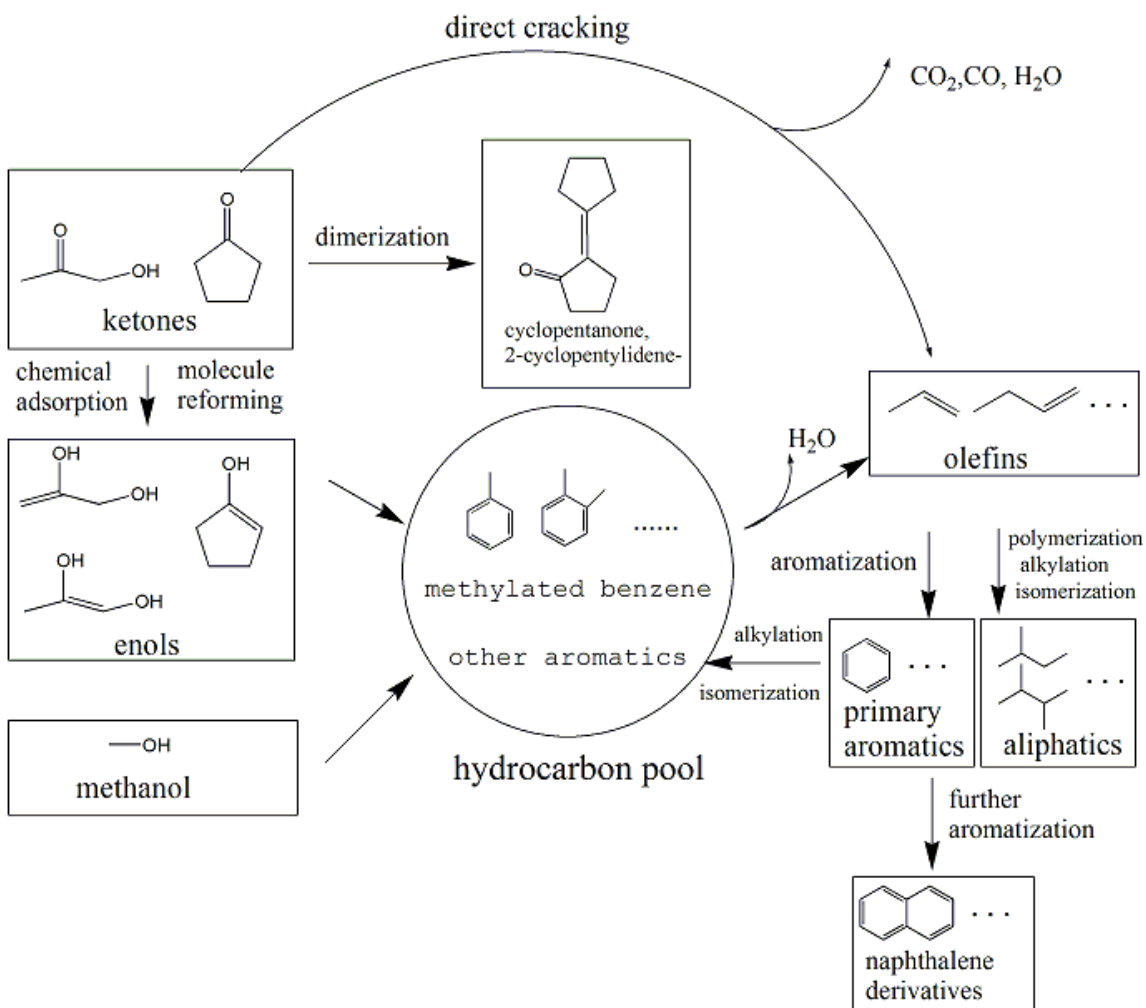 direct cracking
CO₂,CO, H₂O
O
OH
O
ketones
dimerization
O
cyclopentanone,
2-cyclopentylidene-
chemical
adsorption
molecule
reforming
OH
OH
OH
OH
OH
enols
methylated benzene
other aromatics
hydrocarbon pool
H₂O
olefins
aromatization
polymerization
alkylation
isomerization
alkylation
isomerization
primary
aromatics
aliphatics
OH
methanol
further
aromatization
naphthalene
derivatives